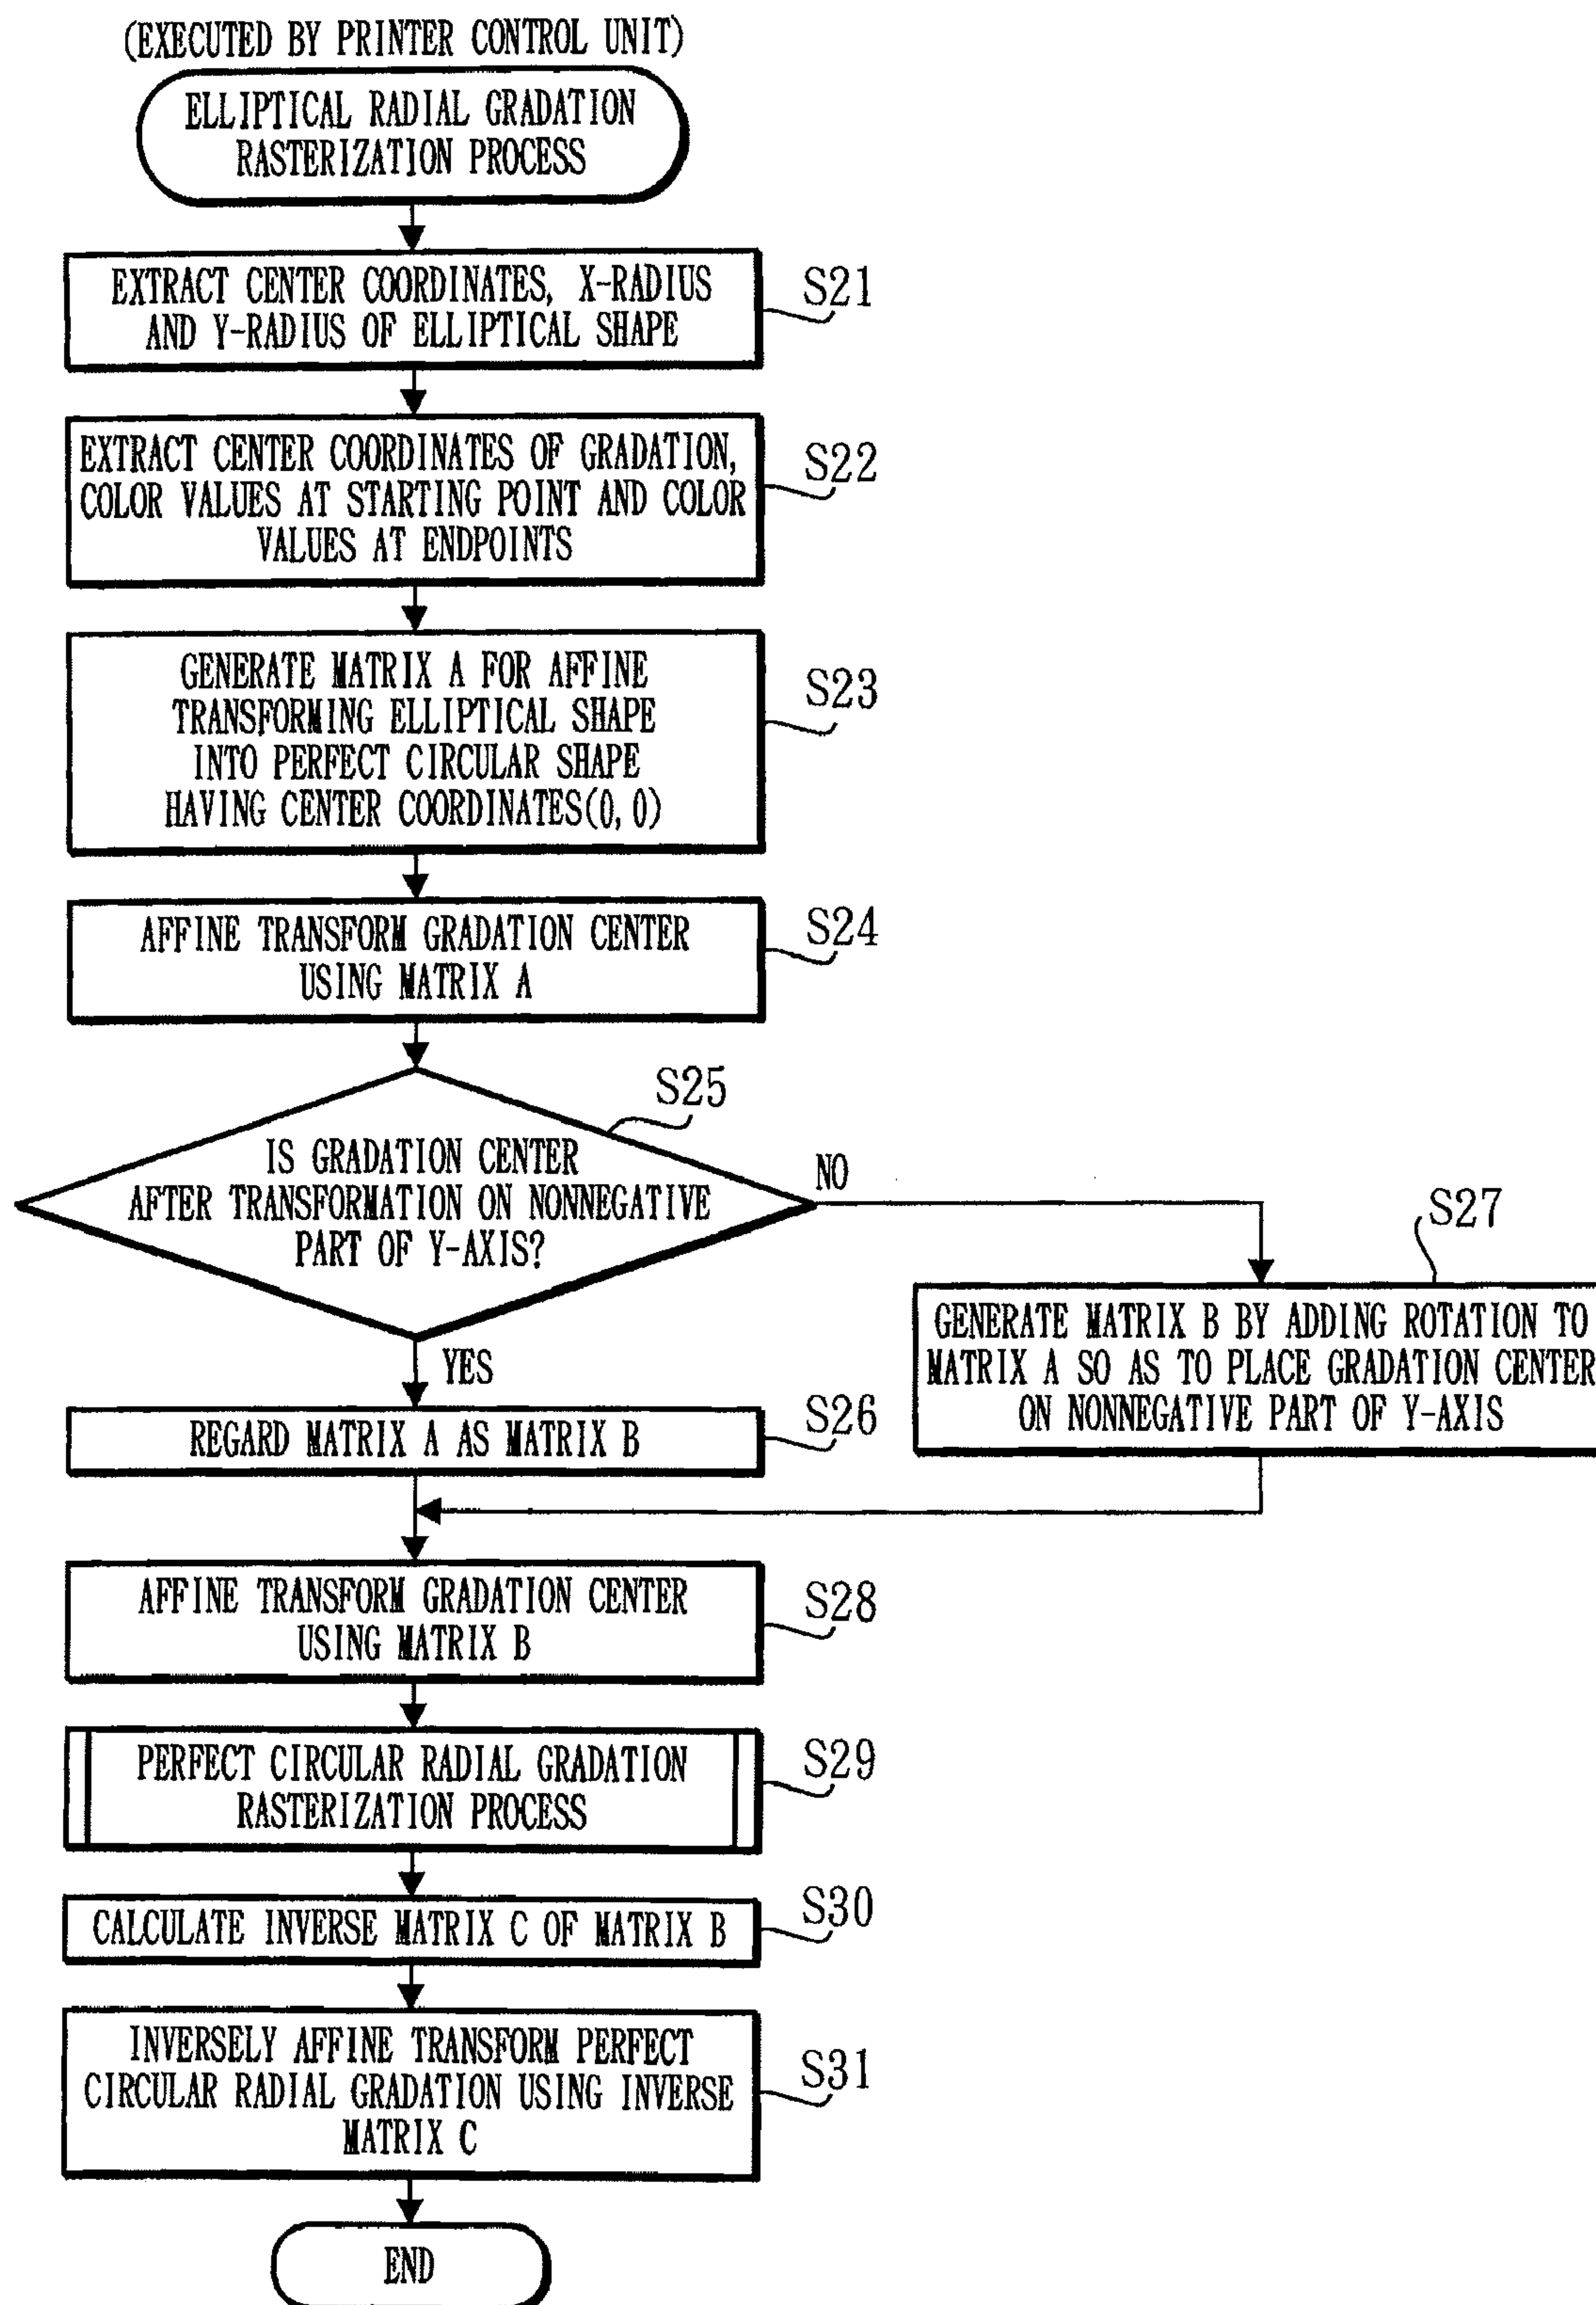 (EXECUTED BY PRINTER CONTROL UNIT)
ELLIPTICAL RADIAL GRADATION
RASTERIZATION PROCESS
EXTRACT CENTER COORDINATES, X-RADIUS
AND Y-RADIUS OF ELLIPTICAL SHAPE
S21
EXTRACT CENTER COORDINATES OF GRADATION,
COLOR VALUES AT STARTING POINT AND COLOR
VALUES AT ENDPOINTS
S22
GENERATE MATRIX A FOR AFFINE
TRANSFORMING ELLIPTICAL SHAPE
INTO PERFECT CIRCULAR SHAPE
HAVING CENTER COORDINATES(0,0)
S23
AFFINE TRANSFORM GRADATION CENTER
USING MATRIX A
S24
S25
IS GRADATION CENTER
AFTER TRANSFORMATION ON NONNEGATIVE
PART OF Y-AXIS?
NO
YES
S27
GENERATE MATRIX B BY ADDING ROTATION TO
MATRIX A SO AS TO PLACE GRADATION CENTER
ON NONNEGATIVE PART OF Y-AXIS
REGARD MATRIX A AS MATRIX B
S26
AFFINE TRANSFORM GRADATION CENTER
USING MATRIX B
S28
PERFECT CIRCULAR RADIAL GRADATION
RASTERIZATION PROCESS
S29
CALCULATE INVERSE MATRIX C OF MATRIX B
S30
INVERSELY AFFINE TRANSFORM PERFECT
CIRCULAR RADIAL GRADATION USING INVERSE
MATRIX C
S31
END